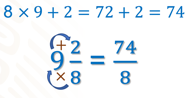 8 × 9 + 2 = 72 + 2 = 74
9 2/8 = 74/8
+
×